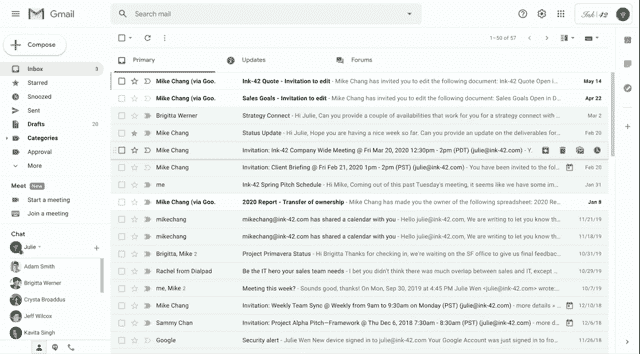 Gmail
Search mail
Ink 42
Compose
1–50 of 57
Primary
Updates
Forums
Inbox 3
Starred
Snoozed
Sent
Drafts 20
Categories
Approval
More
Meet New
Start a meeting
Join a meeting
Chat
Julie
Adam Smith
Brigitta Werner
Crysta Broaddus
Jeff Wilcox
Kavita Singh
Mike Chang (via Goo. Ink-42 Quote - Invitation to edit - Mike Chang has invited you to edit the following document: Ink-42 Quote Open i... May 14
Mike Chang (via Goo. Sales Goals - Invitation to edit - Mike Chang has invited you to edit the following document: Sales Goals Open in D... Apr 22
Brigitta Werner Strategy Connect - Hi Julie, Can you provide a couple of availabilities that work for you for a strategy connect with ... Mar 2
Mike Chang Status Update - Hi Julie, Hope you are having a nice week so far. Can you provide an update on the deliverables for... Feb 20
Mike Chang Invitation: Ink-42 Company Wide Meeting @ Fri Mar 20, 2020 12:30pm - 2pm (PDT) (julie@ink-42.com) - Y...
Mike Chang Invitation: Client Briefing @ Fri Feb 21, 2020 1pm - 2pm (PST) (julie@ink-42.com) - You have been invited to the fol... Feb 20
me Ink-42 Spring Pitch Schedule - Hi Mike, Coming out of this past Tuesday's meeting, it seems like we have some im... Jan 31
Mike Chang (via Goo. 2020 Report - Transfer of ownership - Mike Chang has made you the owner of the following spreadsheet: 2020 Re... Jan 8
mikechang mikechang@ink-42.com has shared a calendar with you - Hello julie@ink-42.com, We are writing to let you know th... 11/21/19
mikechang mikechang@ink-42.com has shared a calendar with you - Hello julie@ink-42.com, We are writing to let you know th... 11/18/19
Brigitta, Mike 2 Project Primavera Status - Hi Brigitta Thanks for checking in, we're waiting on the SF office to give us final feedbac... 10/31/19
Rachel from Dialpad Be the IT hero your sales team needs - I bet you didn't think there was much overlap between sales and IT, except ... 10/29/19
me, Mike 2 Meeting this week? - Sounds good, thanks! On Mon, Sep 30, 2019 at 4:45 PM Julie Wen <julie@ink-42.com> wrote: 10/7/19
Mike Chang Invitation: Weekly Team Sync @ Weekly from 9am to 9:30am on Monday (PST) (julie@ink-42.com) - more details » 12/10/18
Sammy Chan Invitation: Project Alpha Pitch—Framework @ Thu Dec 6, 2018 7:30am - 8:30am (PST) (julie@ink-42.com) - more d... 12/6/18
Google Security alert - Julie Wen New device signed in to julie@ink-42.com Your Google Account was just signed in to fro... 11/26/18